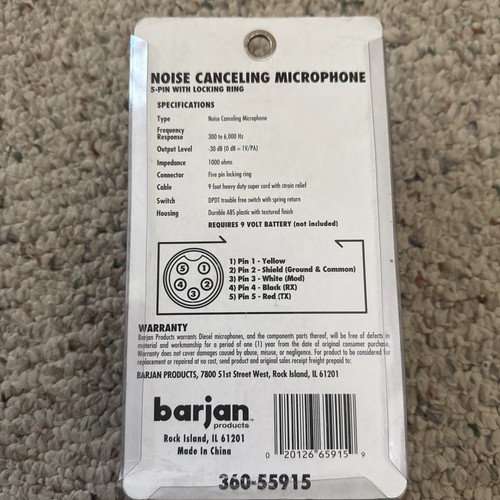 NOISE CANCELING MICROPHONE
5-PIN WITH LOCKING RING
SPECIFICATIONS
Type Noise Canceling Microphone
Frequency
Response 300 to 6,000 Hz
Output Level -30 dB (0 dB = 1V/PA)
Impedance 1000 ohms
Connector Five pin locking ring
Cable 9 foot heavy duty super cord with strain relief
Switch DPDT trouble free switch with spring return
Housing Durable ABS plastic with textured finish
REQUIRES 9 VOLT BATTERY (not included)
5 1
4 2
3
1) Pin 1 - Yellow
2) Pin 2 - Shield (Ground & Common)
3) Pin 3 - White (Mod)
4) Pin 4 - Black (RX)
5) Pin 5 - Red (TX)
WARRANTY
Barjan Products warrants Diesel microphones, and the components parts thereof, will be free of defects in
material and workmanship for a period of one (1) year from the date of original consumer purchase.
Warranty does not cover damages caused by abuse, misuse, or negligence. For product to be considered for
replacement or repaired at no cost, send product and original sales receipt freight prepaid to:
BARJAN PRODUCTS, 7800 51st Street West, Rock Island, IL 61201
barjan™
products
Rock Island, IL 61201
Made In China
0 20126 65915 9
360-55915